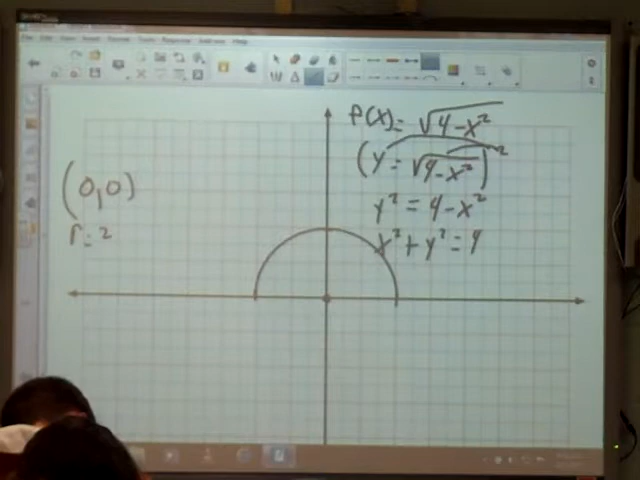 f(x) = √4-x²
(y = √4-x²)²
y² = 4-x²
x² + y² = 4
(0,0)
r = 2